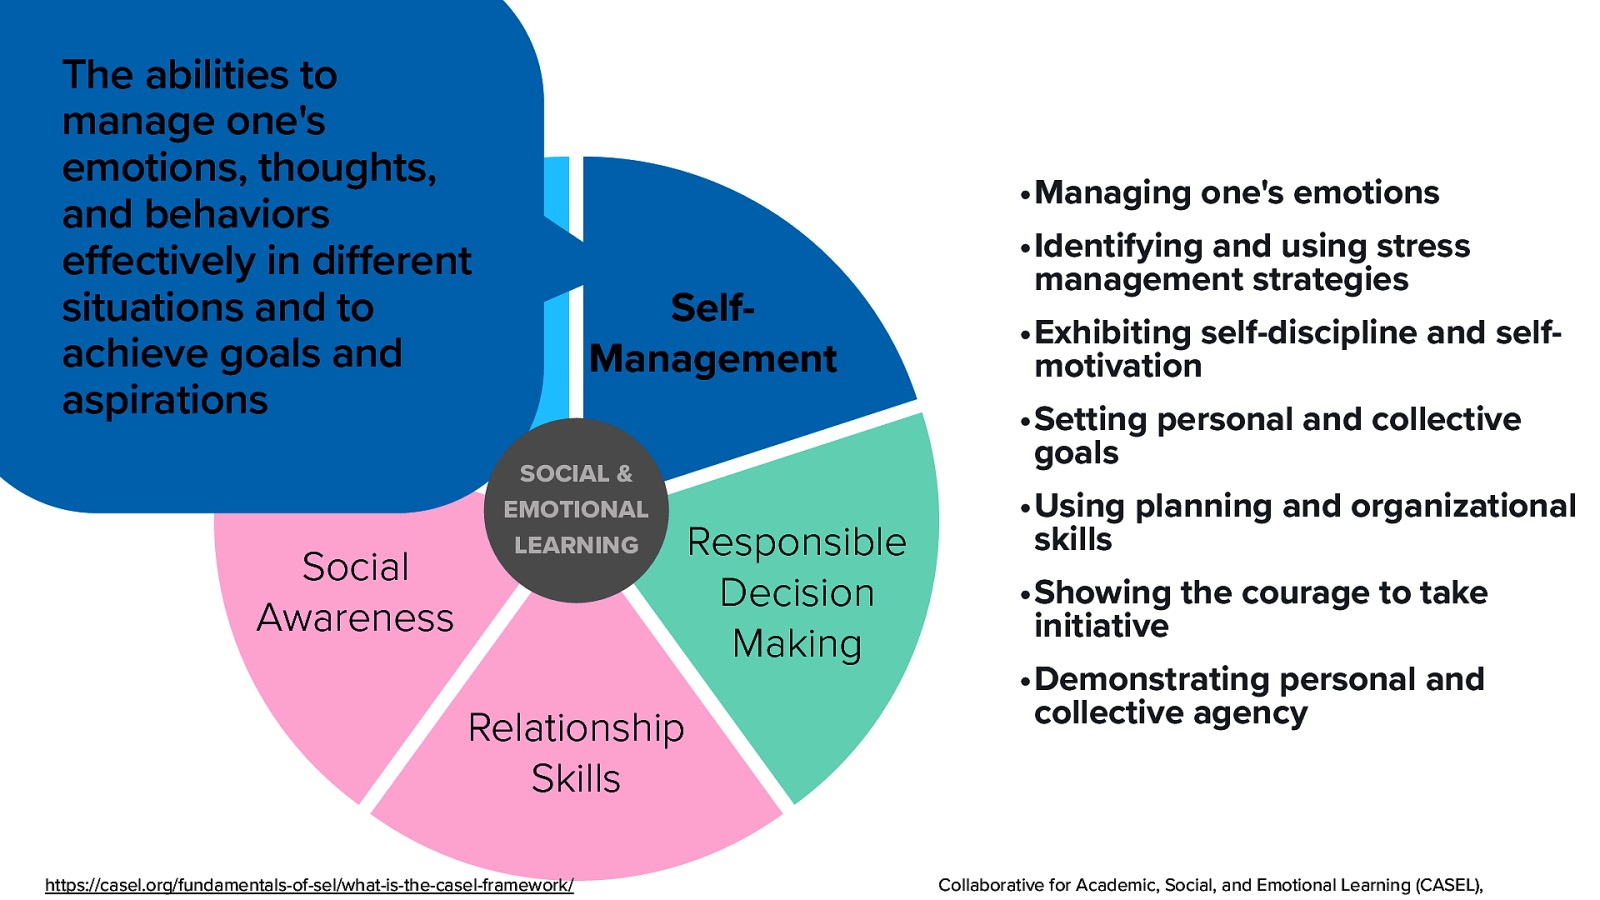 The abilities to
manage one's
emotions, thoughts,
and behaviors
effectively in different
situations and to
achieve goals and
aspirations
Self-
Management
SOCIAL &
EMOTIONAL
LEARNING
Responsible
Decision
Making
Social
Awareness
Relationship
Skills
•Managing one's emotions
•Identifying and using stress
management strategies
•Exhibiting self-discipline and self-
motivation
•Setting personal and collective
goals
•Using planning and organizational
skills
•Showing the courage to take
initiative
•Demonstrating personal and
collective agency
https://casel.org/fundamentals-of-sel/what-is-the-casel-framework/
Collaborative for Academic, Social, and Emotional Learning (CASEL),